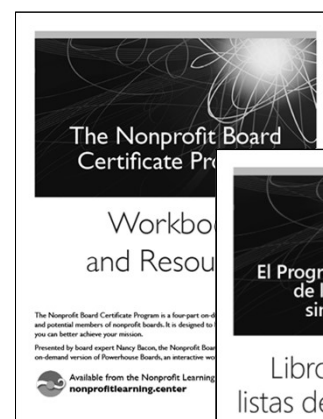 The Nonprofit Board
Certificate Pro
Workbo
and Resou
The Nonprofit Board Certificate Program is a four-part on-d
and potential members of nonprofit boards. It is designed to
you can better achieve your mission.
Presented by board expert Nancy Bacon, the Nonprofit Boar
on-demand version of Powerhouse Boards, an interactive wo
Available from the Nonprofit Learning
nonprofitlearning.center
El Progr
de l
sin
Libro
listas de